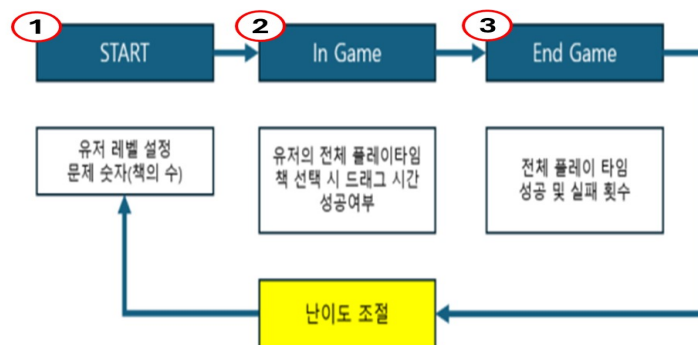 1
START
2
In Game
3
End Game
유저 레벨 설정
문제 숫자(책의 수)
유저의 전체 플레이타임
책 선택 시 드래그 시간
성공여부
전체 플레이 타임
성공 및 실패 횟수
난이도 조절